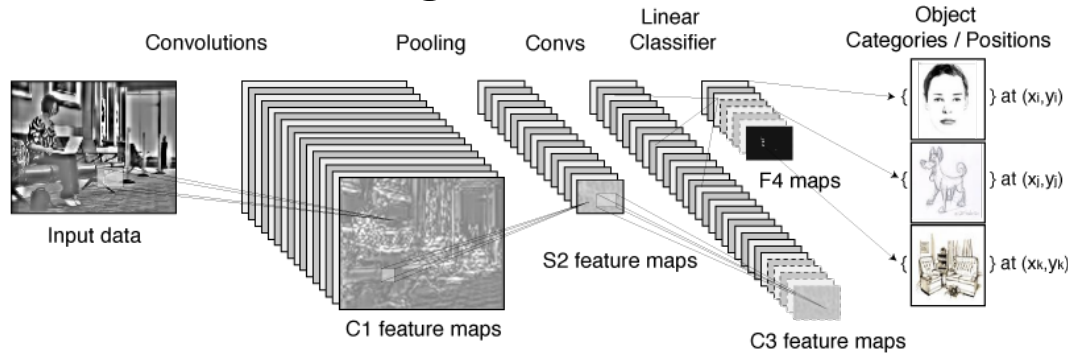 Convolutions
Pooling
Convs
Linear
Classifier
Object
Categories / Positions
{ } at (xi,yi)
{ } at (xj,yj)
{ } at (xk,yk)
Input data
C1 feature maps
S2 feature maps
C3 feature maps
F4 maps